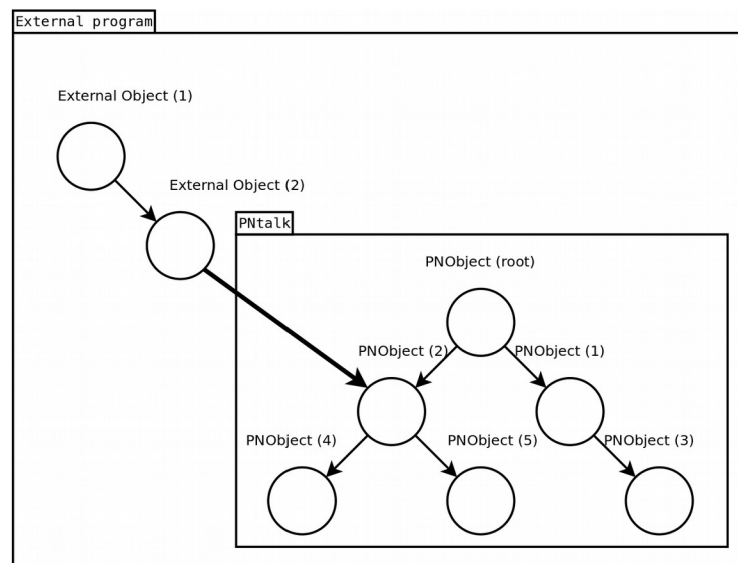 External program
External Object (1)
External Object (2)
PNtalk
PNObject (root)
PNObject (2)
PNObject (1)
PNObject (4)
PNObject (5)
PNObject (3)